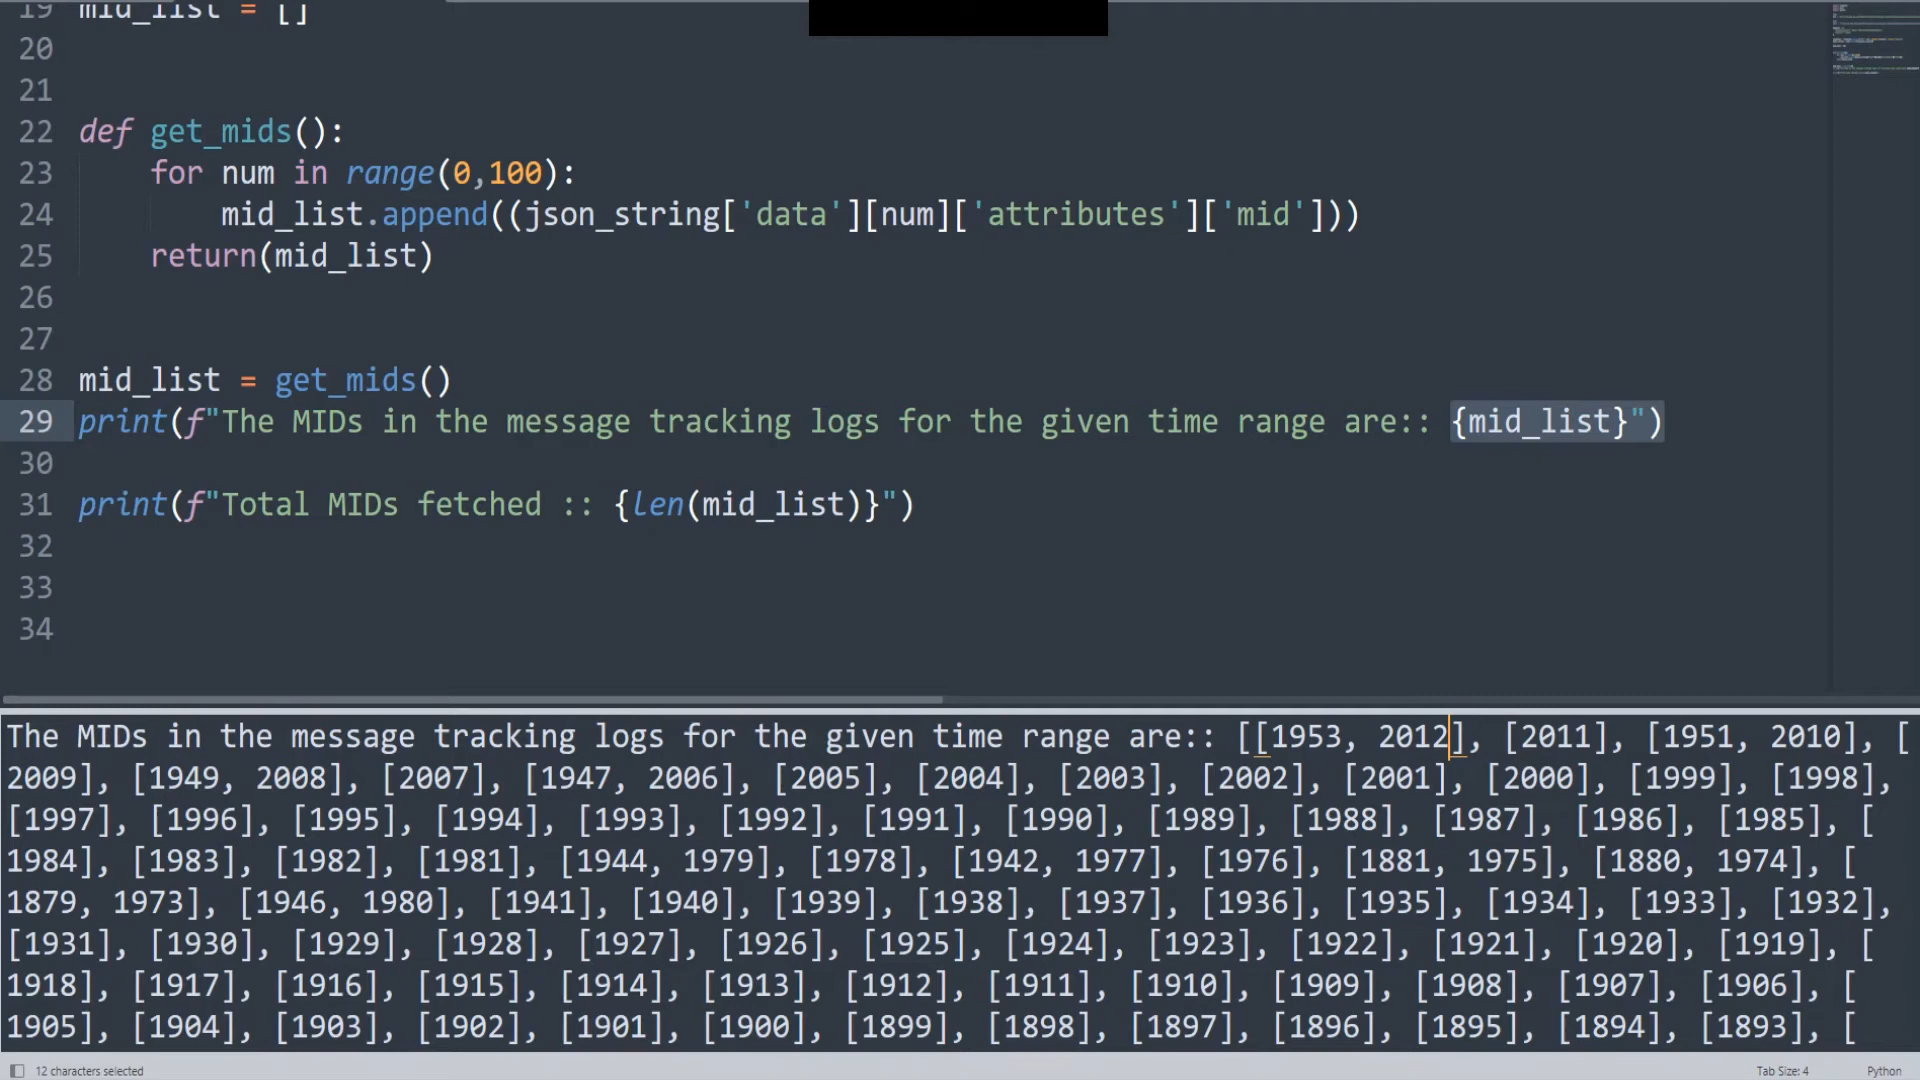 19 mid_list = []
20
21
22 def get_mids():
23 for num in range(0,100):
24 mid_list.append((json_string['data'][num]['attributes']['mid']))
25 return(mid_list)
26
27
28 mid_list = get_mids()
29 print(f"The MIDs in the message tracking logs for the given time range are:: {mid_list}")
30
31 print(f"Total MIDs fetched :: {len(mid_list)}")
32
33
34
The MIDs in the message tracking logs for the given time range are:: [[1953, 2012], [2011], [1951, 2010], [
2009], [1949, 2008], [2007], [1947, 2006], [2005], [2004], [2003], [2002], [2001], [2000], [1999], [1998],
[1997], [1996], [1995], [1994], [1993], [1992], [1991], [1990], [1989], [1988], [1987], [1986], [1985], [
1984], [1983], [1982], [1981], [1944, 1979], [1978], [1942, 1977], [1976], [1881, 1975], [1880, 1974], [
1879, 1973], [1946, 1980], [1941], [1940], [1939], [1938], [1937], [1936], [1935], [1934], [1933], [1932],
[1931], [1930], [1929], [1928], [1927], [1926], [1925], [1924], [1923], [1922], [1921], [1920], [1919], [
1918], [1917], [1916], [1915], [1914], [1913], [1912], [1911], [1910], [1909], [1908], [1907], [1906], [
1905], [1904], [1903], [1902], [1901], [1900], [1899], [1898], [1897], [1896], [1895], [1894], [1893], [
12 characters selected Tab Size: 4 Python